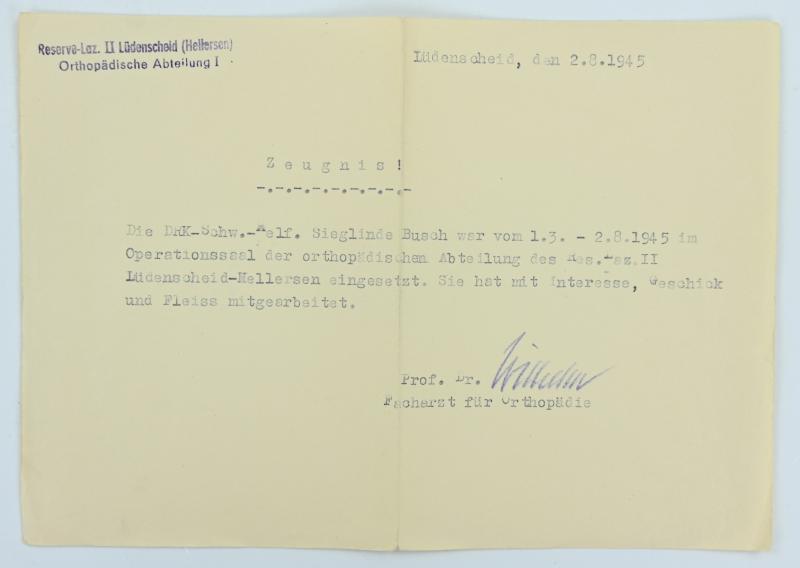 Reserve-Laz. II Lüdenscheid (Hellersen)
Orthopädische Abteilung I
Lüdenscheid, den 2.8.1945
Zeugnis!
-.-.-.-.-.-.-.-.-
Die DRK-Schw.-Helf. Sieglinde Busch war vom 1.3. - 2.8.1945 im
Operationssaal der orthopädischen Abteilung des Res.Laz.II
Lüdenscheid-Hellersen eingesetzt. Sie hat mit Interesse, Geschick
und Fleiss mitgearbeitet.
Prof. Dr.
Facharzt für Orthopädie